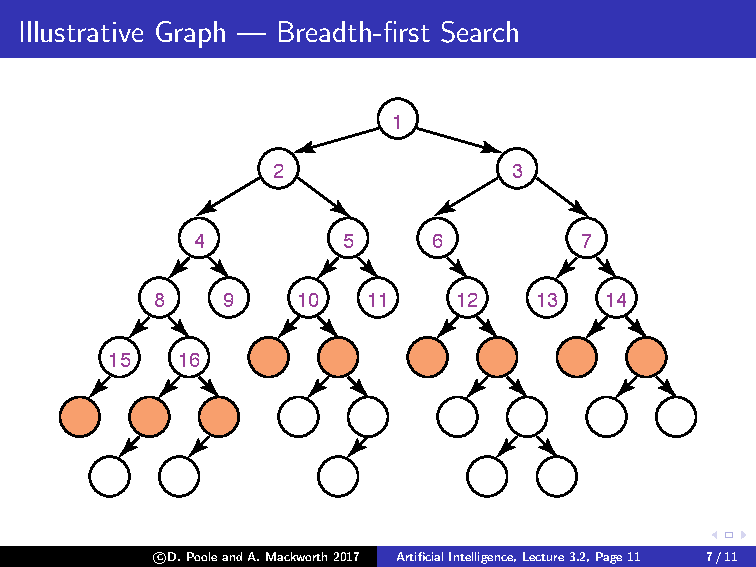 Illustrative Graph — Breadth-first Search
1
2 3
4 5 6 7
8 9 10 11 12 13 14
15 16
©D. Poole and A. Mackworth 2017 Artificial Intelligence, Lecture 3.2, Page 11 7 / 11